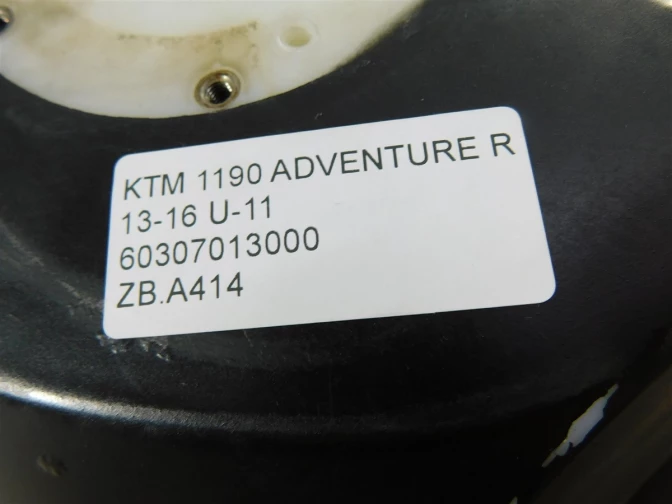 KTM 1190 ADVENTURE R
13-16 U-11
60307013000
ZB.A414